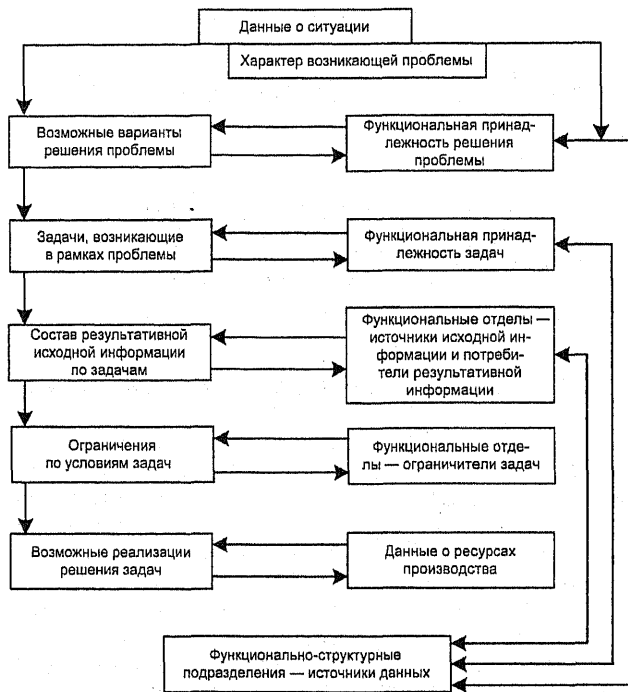 Данные о ситуации
Характер возникающей проблемы
Возможные варианты
решения проблемы
Функциональная принад-
лежность решения
проблемы
Задачи, возникающие
в рамках проблемы
Функциональная принад-
лежность задач
Состав результативной
исходной информации
по задачам
Функциональные отделы —
источники исходной ин-
формации и потреби-
тели результативной
информации
Ограничения
по условиям задач
Функциональные отде-
лы — ограничители задач
Возможные реализации
решения задач
Данные о ресурсах
производства
Функционально-структурные
подразделения — источники данных